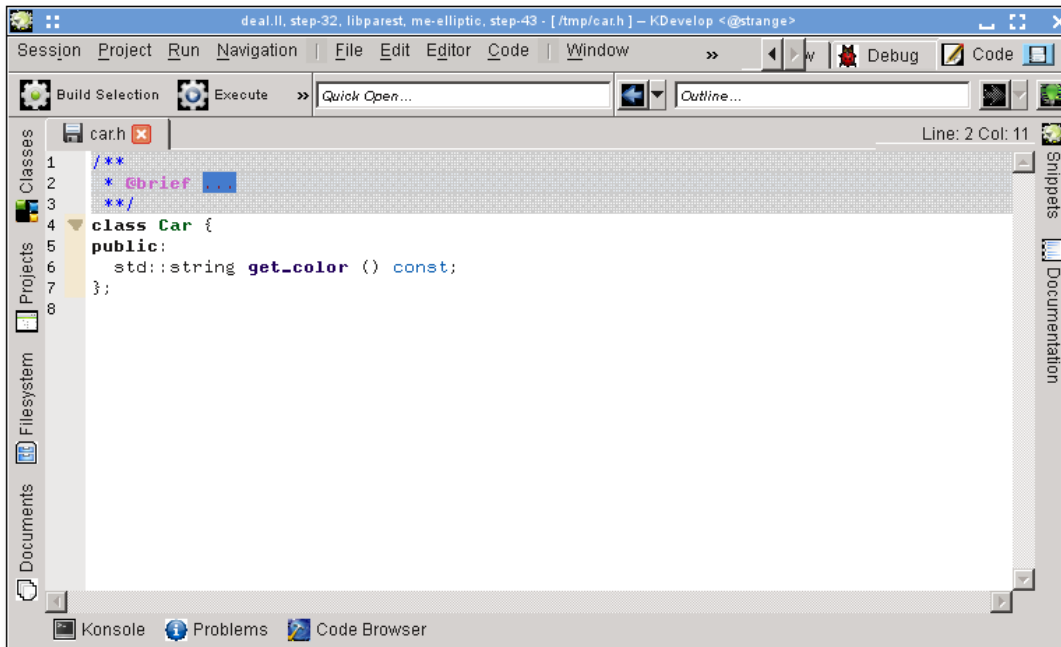 deal.II, step-32, libparest, me-elliptic, step-43 - [ /tmp/car.h ] – KDevelop <@strange>
Session Project Run Navigation | File Edit Editor Code | Window » Debug Code
Build Selection Execute » Quick Open... Outline...
car.h Line: 2 Col: 11
1 /**
2  * @brief ...
3  **/
4 class Car {
5 public:
6   std::string get_color () const;
7 };
8
Classes
Projects
Filesystem
Documents
Snippets
Documentation
Konsole Problems Code Browser